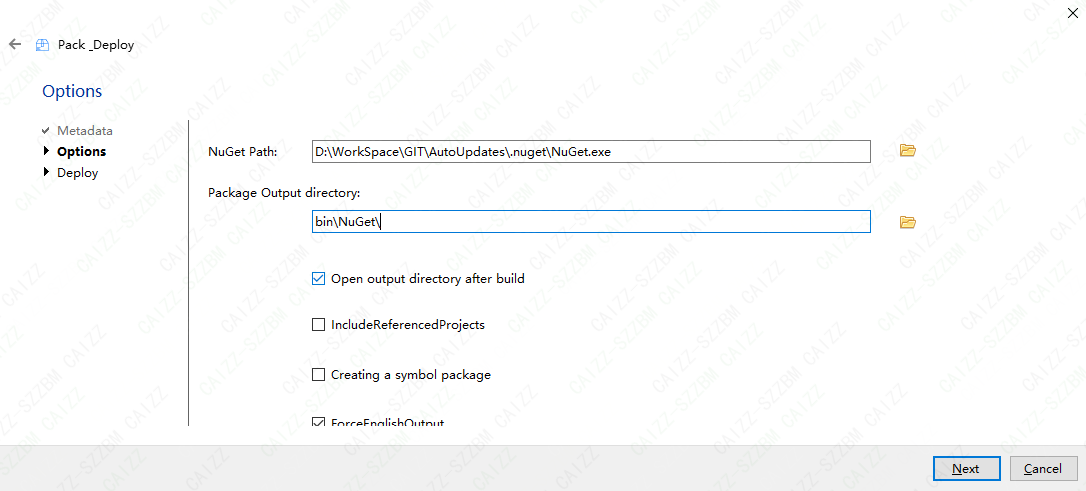 Pack _Deploy
Options
Metadata
Options
Deploy
NuGet Path:
D:\WorkSpace\GIT\AutoUpdates\.nuget\NuGet.exe
Package Output directory:
bin\NuGet\
Open output directory after build
IncludeReferencedProjects
Creating a symbol package
ForceEnglishOutput
Next
Cancel
CAIZZ-SZZBM